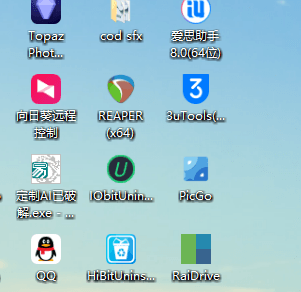 Topaz Phot...
cod sfx
爱思助手 8.0(64位)
向日葵远程控制
REAPER (x64)
3uTools(...
定制AI已破解.exe - ...
IObitUnin...
PicGo
QQ
HiBitUnins...
RaiDrive